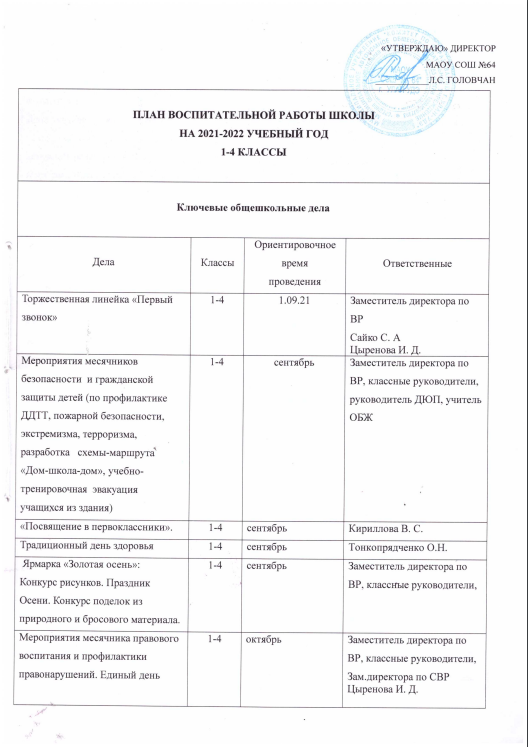 «УТВЕРЖДАЮ» ДИРЕКТОР
МАОУ СОШ №64
Л.С. ГОЛОВЧАН
ПЛАН ВОСПИТАТЕЛЬНОЙ РАБОТЫ ШКОЛЫ
НА 2021-2022 УЧЕБНЫЙ ГОД
1-4 КЛАССЫ
Ключевые общешкольные дела
Дела
Классы
Ориентировочное
время
проведения
Ответственные
Торжественная линейка «Первый
звонок»
1-4
1.09.21
Заместитель директора по
ВР
Сайко С. А
Цыренова И. Д.
Мероприятия месячников
безопасности и гражданской
защиты детей (по профилактике
ДДТТ, пожарной безопасности,
экстремизма, терроризма,
разработка схемы-маршрута
«Дом-школа-дом», учебно-
тренировочная эвакуация
учащихся из здания)
1-4
сентябрь
Заместитель директора по
ВР, классные руководители,
руководитель ДЮП, учитель
ОБЖ
«Посвящение в первоклассники».
1-4
сентябрь
Кириллова В. С.
Традиционный день здоровья
1-4
сентябрь
Тонкопрядченко О.Н.
Ярмарка «Золотая осень»:
Конкурс рисунков. Праздник
Осени. Конкурс поделок из
природного и бросового материала.
1-4
сентябрь
Заместитель директора по
ВР, классные руководители,
Мероприятия месячника правового
воспитания и профилактики
правонарушений. Единый день
1-4
октябрь
Заместитель директора по
ВР, классные руководители,
Зам.директора по СВР
Цыренова И. Д.